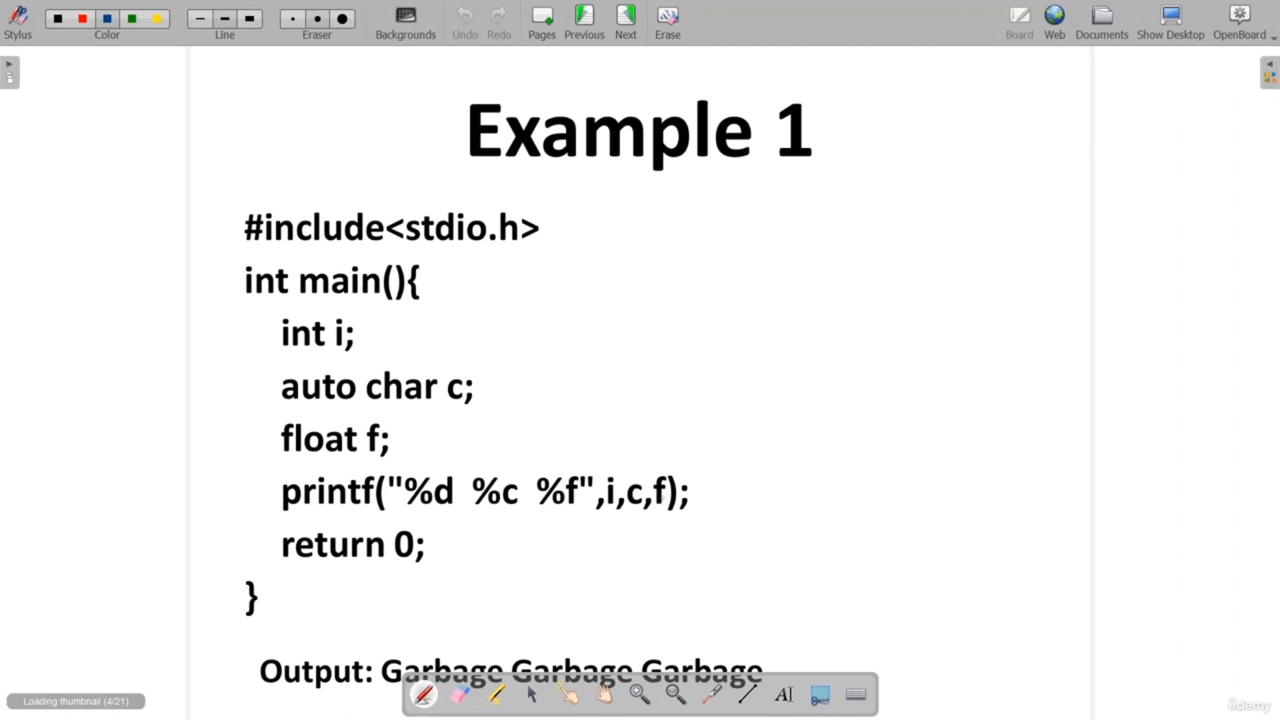 Stylus
Color
Line
Eraser
Backgrounds
Undo
Redo
Pages
Previous
Next
Erase
Board
Web
Documents
Show Desktop
OpenBoard
Example 1
#include<stdio.h>
int main(){
int i;
auto char c;
float f;
printf("%d  %c  %f",i,c,f);
return 0;
}
Output: Garbage Garbage Garbage
AI
Loading thumbnail (4/21)
ûdemy